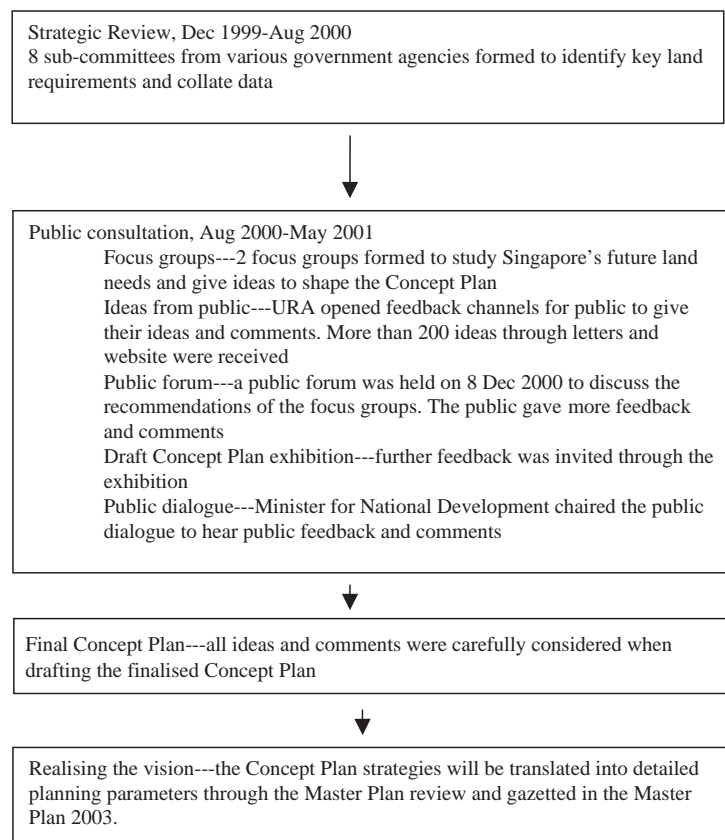 Strategic Review, Dec 1999-Aug 2000
8 sub-committees from various government agencies formed to identify key land
requirements and collate data
Public consultation, Aug 2000-May 2001
Focus groups---2 focus groups formed to study Singapore's future land
needs and give ideas to shape the Concept Plan
Ideas from public---URA opened feedback channels for public to give
their ideas and comments. More than 200 ideas through letters and
website were received
Public forum---a public forum was held on 8 Dec 2000 to discuss the
recommendations of the focus groups. The public gave more feedback
and comments
Draft Concept Plan exhibition---further feedback was invited through the
exhibition
Public dialogue---Minister for National Development chaired the public
dialogue to hear public feedback and comments
Final Concept Plan---all ideas and comments were carefully considered when
drafting the finalised Concept Plan
Realising the vision---the Concept Plan strategies will be translated into detailed
planning parameters through the Master Plan review and gazetted in the Master
Plan 2003.